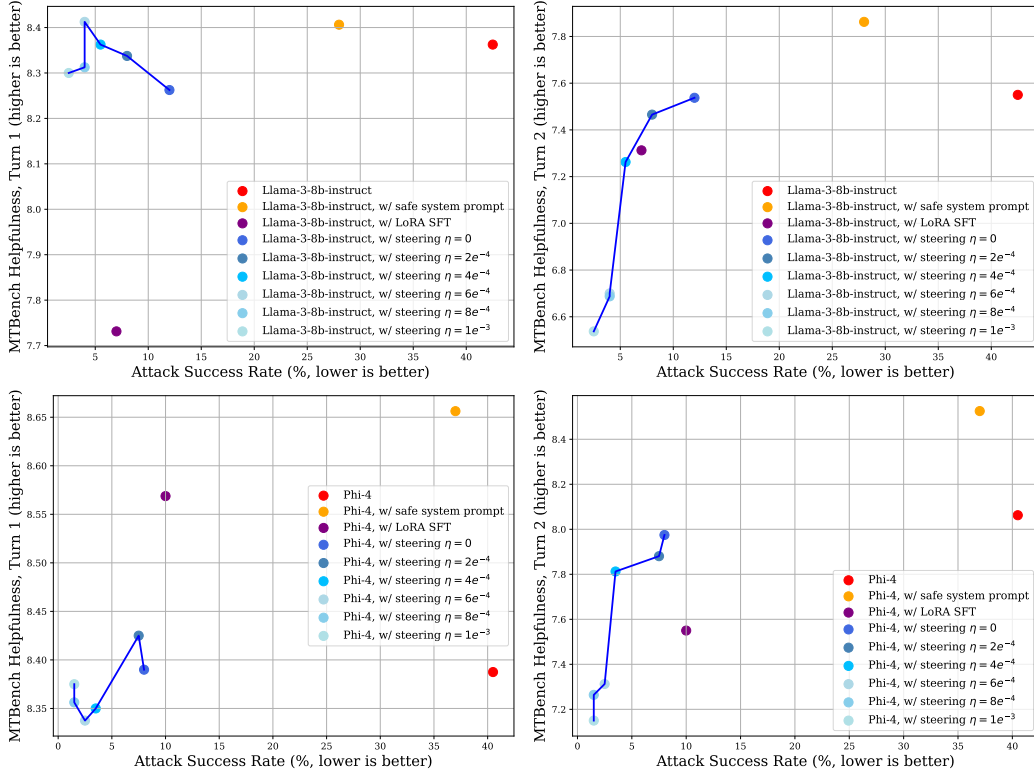 MTBench Helpfulness, Turn 1 (higher is better)
8.4
8.3
8.2
8.1
8.0
7.9
7.8
7.7
5
10
15
20
25
30
35
40
Attack Success Rate (%, lower is better)
Llama-3-8b-instruct
Llama-3-8b-instruct, w/ safe system prompt
Llama-3-8b-instruct, w/ LoRA SFT
Llama-3-8b-instruct, w/ steering η = 0
Llama-3-8b-instruct, w/ steering η = 2e⁻⁴
Llama-3-8b-instruct, w/ steering η = 4e⁻⁴
Llama-3-8b-instruct, w/ steering η = 6e⁻⁴
Llama-3-8b-instruct, w/ steering η = 8e⁻⁴
Llama-3-8b-instruct, w/ steering η = 1e⁻³
MTBench Helpfulness, Turn 2 (higher is better)
7.8
7.6
7.4
7.2
7.0
6.8
6.6
5
10
15
20
25
30
35
40
Attack Success Rate (%, lower is better)
Llama-3-8b-instruct
Llama-3-8b-instruct, w/ safe system prompt
Llama-3-8b-instruct, w/ LoRA SFT
Llama-3-8b-instruct, w/ steering η = 0
Llama-3-8b-instruct, w/ steering η = 2e⁻⁴
Llama-3-8b-instruct, w/ steering η = 4e⁻⁴
Llama-3-8b-instruct, w/ steering η = 6e⁻⁴
Llama-3-8b-instruct, w/ steering η = 8e⁻⁴
Llama-3-8b-instruct, w/ steering η = 1e⁻³
MTBench Helpfulness, Turn 1 (higher is better)
8.65
8.60
8.55
8.50
8.45
8.40
8.35
0
5
10
15
20
25
30
35
40
Attack Success Rate (%, lower is better)
Phi-4
Phi-4, w/ safe system prompt
Phi-4, w/ LoRA SFT
Phi-4, w/ steering η = 0
Phi-4, w/ steering η = 2e⁻⁴
Phi-4, w/ steering η = 4e⁻⁴
Phi-4, w/ steering η = 6e⁻⁴
Phi-4, w/ steering η = 8e⁻⁴
Phi-4, w/ steering η = 1e⁻³
MTBench Helpfulness, Turn 2 (higher is better)
8.4
8.2
8.0
7.8
7.6
7.4
7.2
0
5
10
15
20
25
30
35
40
Attack Success Rate (%, lower is better)
Phi-4
Phi-4, w/ safe system prompt
Phi-4, w/ LoRA SFT
Phi-4, w/ steering η = 0
Phi-4, w/ steering η = 2e⁻⁴
Phi-4, w/ steering η = 4e⁻⁴
Phi-4, w/ steering η = 6e⁻⁴
Phi-4, w/ steering η = 8e⁻⁴
Phi-4, w/ steering η = 1e⁻³